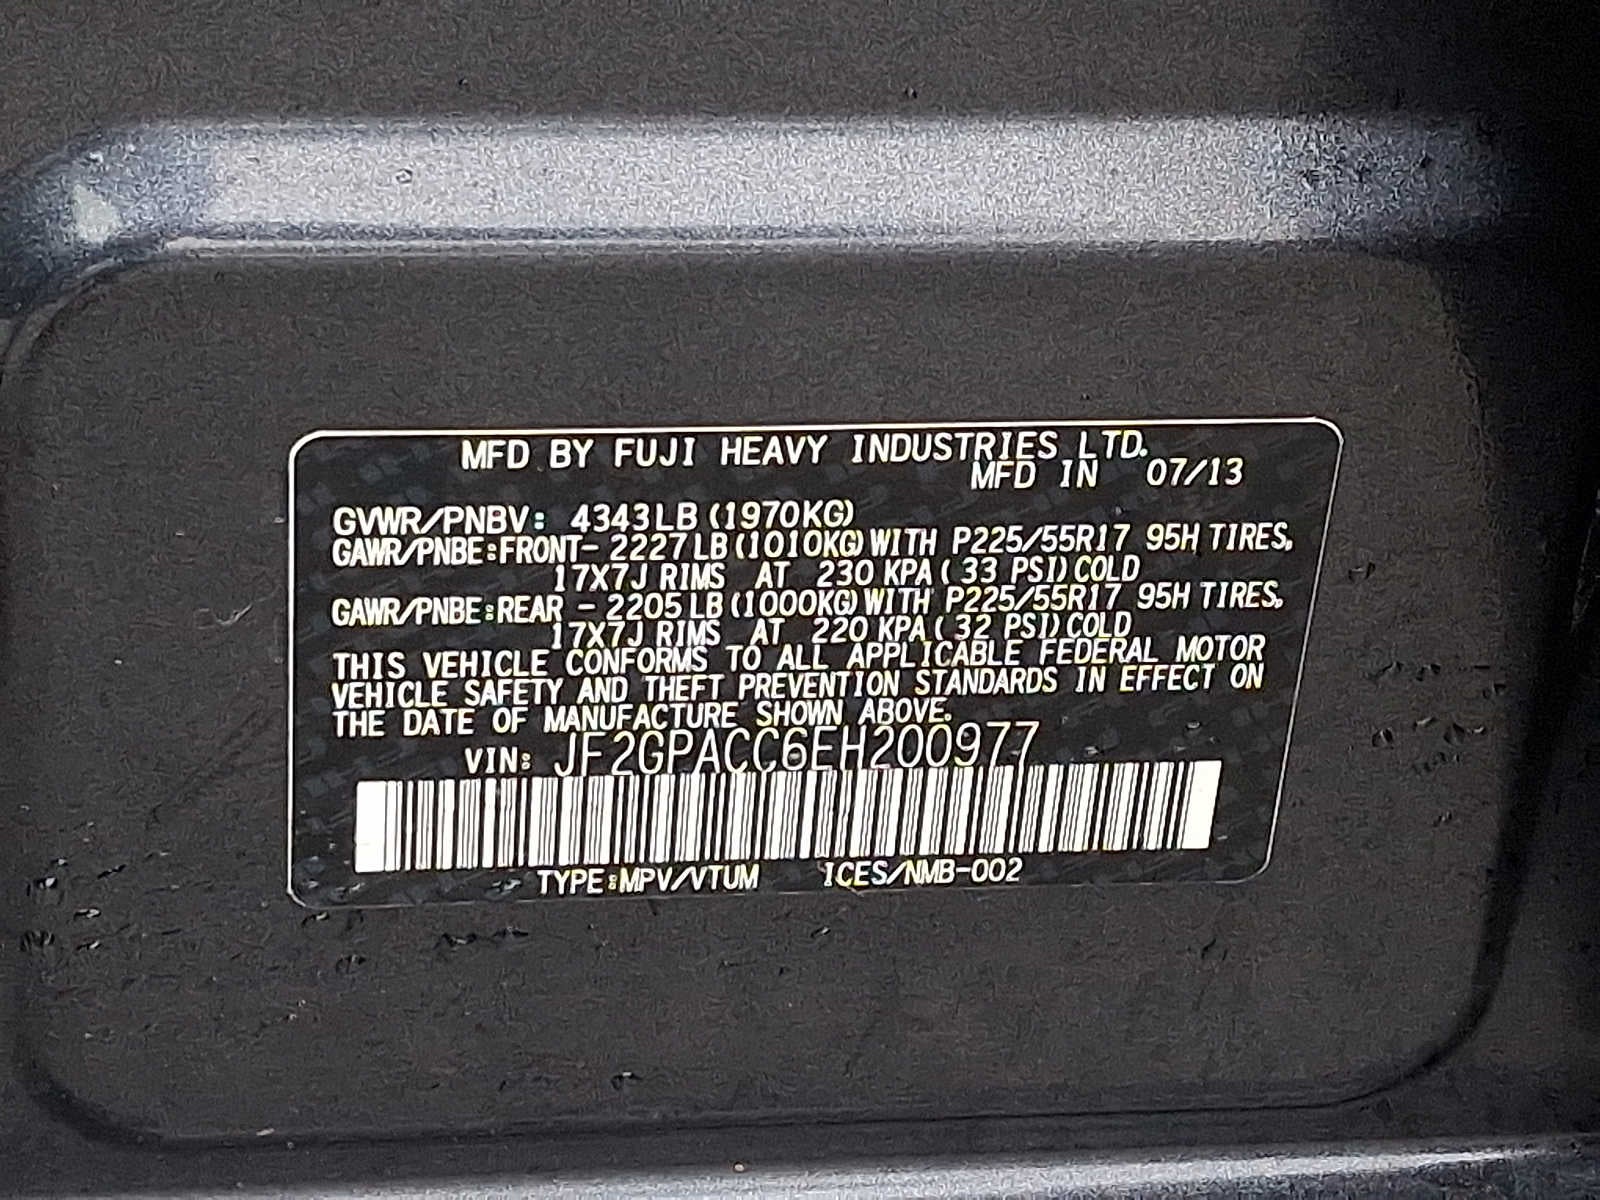 MFD BY FUJI HEAVY INDUSTRIES LTD.
MFD IN 07/13
GVWR/PNBV: 4343LB (1970KG)
GAWR/PNBE:FRONT- 2227LB(1010KG)WITH P225/55R17 95H TIRES,
17X7J RIMS AT 230 KPA( 33 PSI)COLD
GAWR/PNBE:REAR - 2205LB(1000KG)WITH P225/55R17 95H TIRES,
17X7J RIMS AT 220 KPA( 32 PSI)COLD
THIS VEHICLE CONFORMS TO ALL APPLICABLE FEDERAL MOTOR
VEHICLE SAFETY AND THEFT PREVENTION STANDARDS IN EFFECT ON
THE DATE OF MANUFACTURE SHOWN ABOVE.
VIN: JF2GPACC6EH200977
TYPE:MPV/VTUM ICES/NMB-002